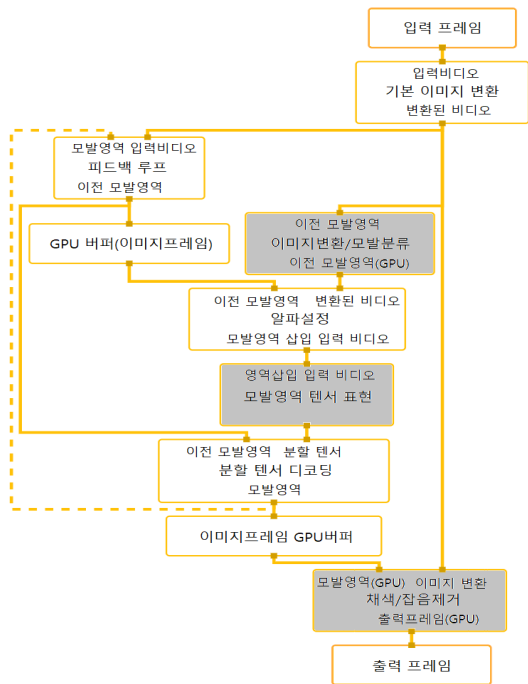 입력 프레임
입력비디오
기본 이미지 변환
변환된 비디오
모발영역 입력비디오
피드백 루프
이전 모발영역
GPU 버퍼(이미지프레임)
이전 모발영역
이미지변환/모발분류
이전 모발영역(GPU)
이전 모발영역 변환된 비디오
알파설정
모발영역 삽입 입력 비디오
영역삽입 입력 비디오
모발영역 텐서 표현
이전 모발영역 분할 텐서
분할 텐서 디코딩
모발영역
이미지프레임 GPU버퍼
모발영역(GPU) 이미지 변환
채색/잡음제거
출력프레임(GPU)
출력 프레임